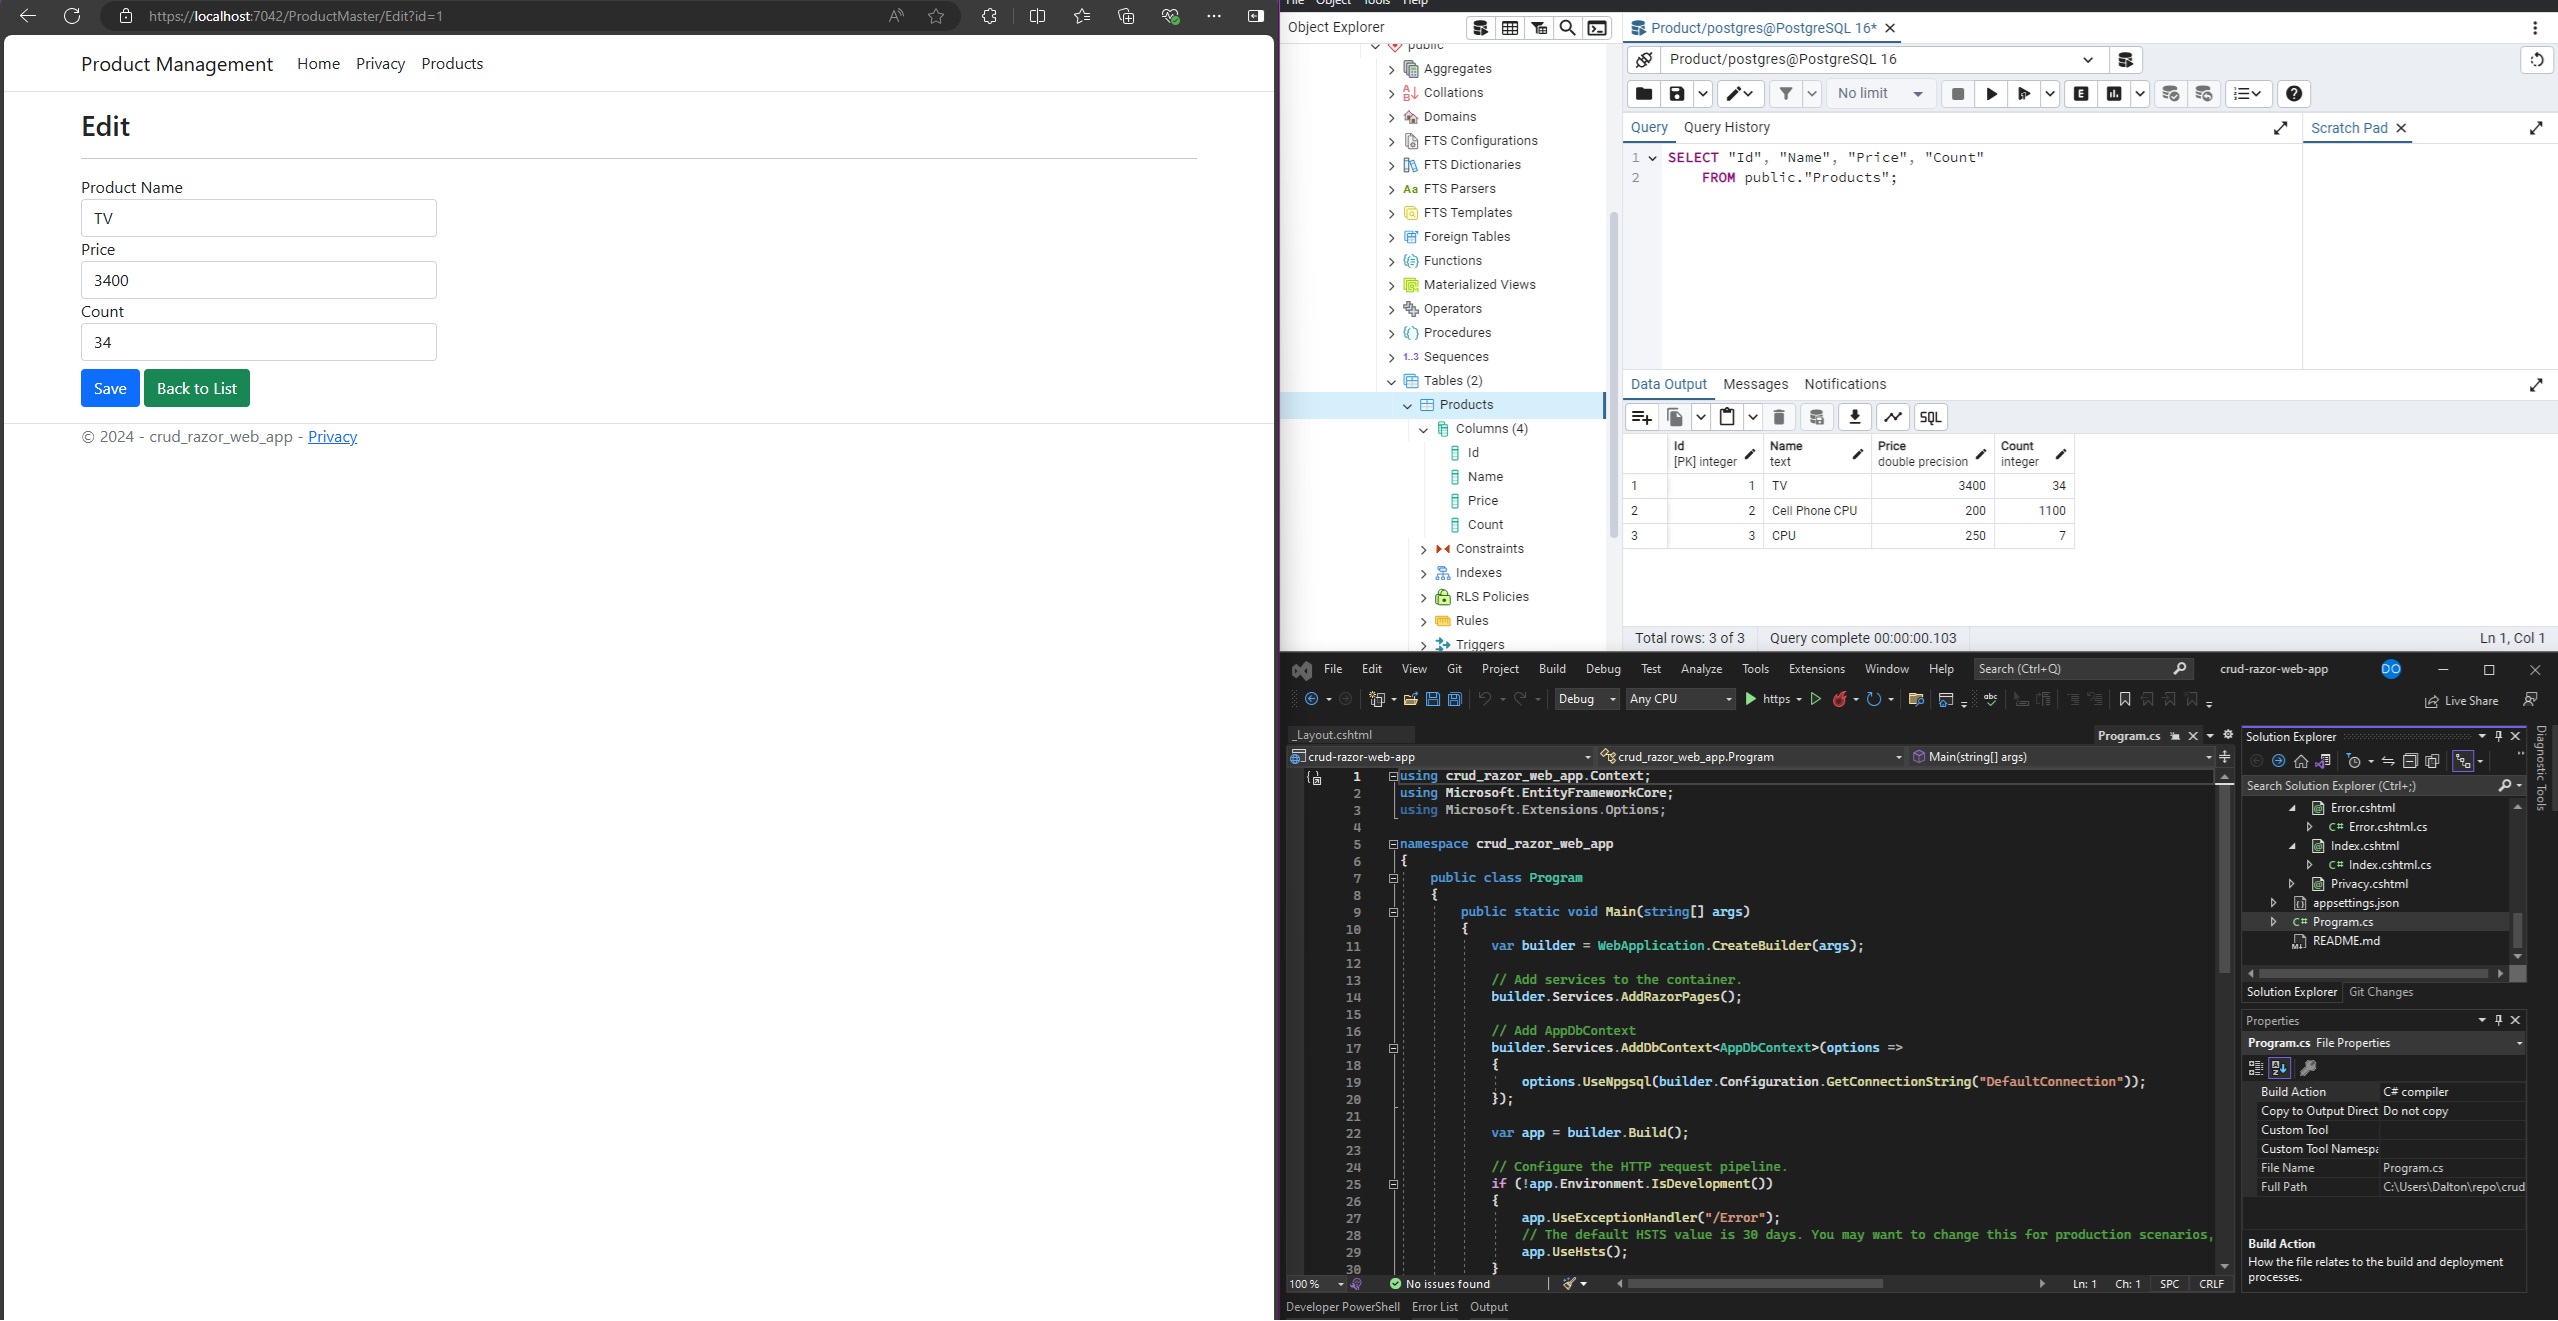 https://localhost:7042/ProductMaster/Edit?id=1
Product Management Home Privacy Products
Edit
Product Name
TV
Price
3400
Count
34
Save Back to List
© 2024 - crud_razor_web_app - Privacy
File Object Tools Help
Object Explorer
public
Aggregates
Collations
Domains
FTS Configurations
FTS Dictionaries
Aa FTS Parsers
FTS Templates
Foreign Tables
Functions
Materialized Views
Operators
Procedures
1..3 Sequences
Tables (2)
Products
Columns (4)
Id
Name
Price
Count
Constraints
Indexes
RLS Policies
Rules
Triggers
Product/postgres@PostgreSQL 16*
Product/postgres@PostgreSQL 16
No limit
Query Query History
Scratch Pad
1 SELECT "Id", "Name", "Price", "Count"
2 FROM public."Products";
Data Output Messages Notifications
SQL
Id Name Price Count
[PK] integer text double precision integer
1 1 TV 3400 34
2 2 Cell Phone CPU 200 1100
3 3 CPU 250 7
Total rows: 3 of 3 Query complete 00:00:00.103 Ln 1, Col 1
File Edit View Git Project Build Debug Test Analyze Tools Extensions Window Help Search (Ctrl+Q) crud-razor-web-app DO
Debug Any CPU https Live Share
_Layout.cshtml Program.cs
crud-razor-web-app crud_razor_web_app.Program Main(string[] args)
1 using crud_razor_web_app.Context;
2 using Microsoft.EntityFrameworkCore;
3 using Microsoft.Extensions.Options;
4
5 namespace crud_razor_web_app
6 {
7 public class Program
8 {
9 public static void Main(string[] args)
10 {
11 var builder = WebApplication.CreateBuilder(args);
12
13 // Add services to the container.
14 builder.Services.AddRazorPages();
15
16 // Add AppDbContext
17 builder.Services.AddDbContext<AppDbContext>(options =>
18 {
19 options.UseNpgsql(builder.Configuration.GetConnectionString("DefaultConnection"));
20 });
21
22 var app = builder.Build();
23
24 // Configure the HTTP request pipeline.
25 if (!app.Environment.IsDevelopment())
26 {
27 app.UseExceptionHandler("/Error");
28 // The default HSTS value is 30 days. You may want to change this for production scenarios,
29 app.UseHsts();
30 }
100 % No issues found Ln: 1 Ch: 1 SPC CRLF
Developer PowerShell Error List Output
Solution Explorer
Search Solution Explorer (Ctrl+;)
Error.cshtml
C# Error.cshtml.cs
Index.cshtml
C# Index.cshtml.cs
Privacy.cshtml
appsettings.json
C# Program.cs
README.md
Solution Explorer Git Changes
Properties
Program.cs File Properties
Build Action C# compiler
Copy to Output Direct Do not copy
Custom Tool
Custom Tool Namespa
File Name Program.cs
Full Path C:\Users\Dalton\repo\crud
Build Action
How the file relates to the build and deployment
processes.
Diagnostic Tools